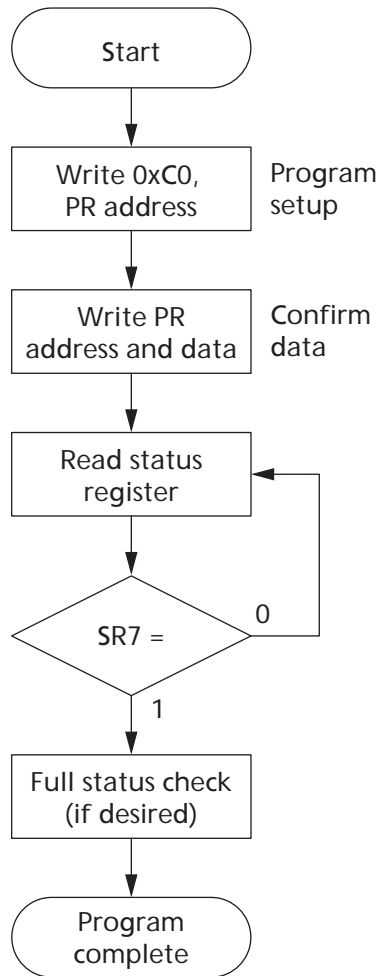 Start
Write 0xC0,
PR address
Program
setup
Write PR
address and data
Confirm
data
Read status
register
SR7 =
0
1
Full status check
(if desired)
Program
complete